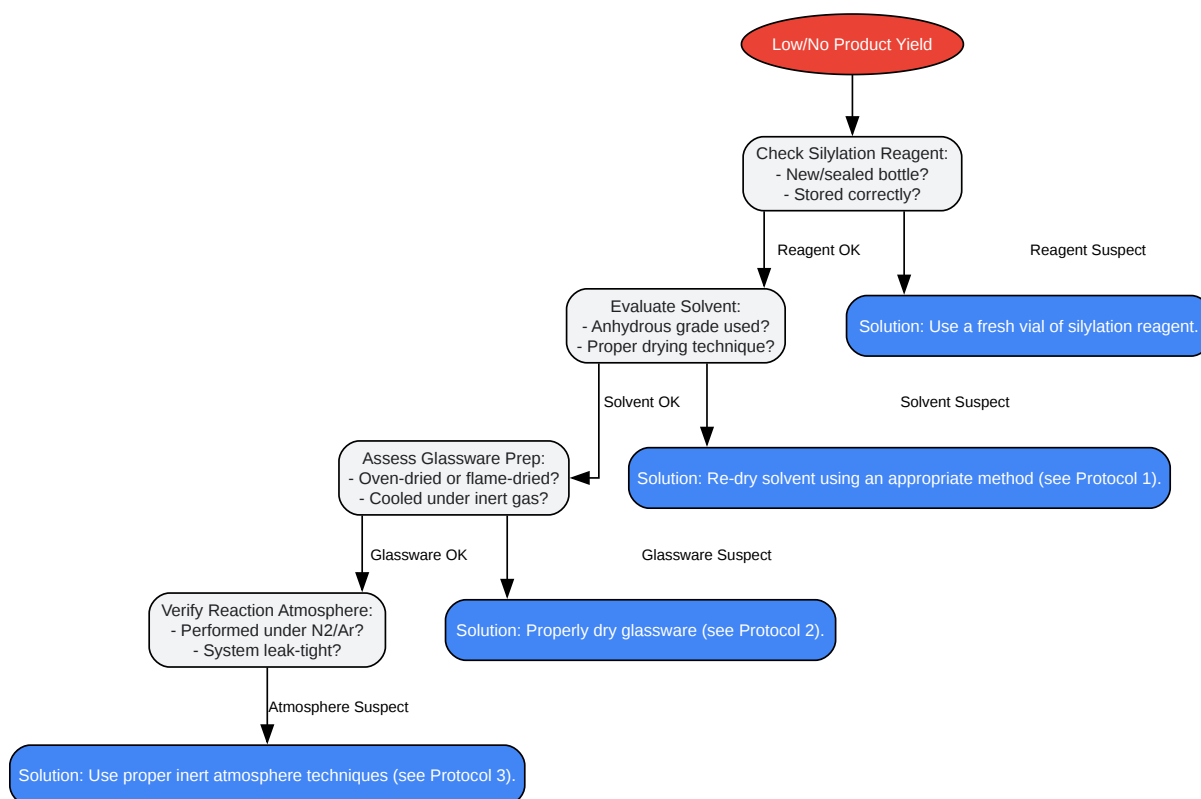 Low/No Product Yield
Check Silylation Reagent:
- New/sealed bottle?
- Stored correctly?
Reagent OK
Reagent Suspect
Evaluate Solvent:
- Anhydrous grade used?
- Proper drying technique?
Solution: Use a fresh vial of silylation reagent.
Solvent OK
Solvent Suspect
Assess Glassware Prep:
- Oven-dried or flame-dried?
- Cooled under inert gas?
Solution: Re-dry solvent using an appropriate method (see Protocol 1).
Glassware OK
Glassware Suspect
Verify Reaction Atmosphere:
- Performed under N2/Ar?
- System leak-tight?
Solution: Properly dry glassware (see Protocol 2).
Atmosphere Suspect
Solution: Use proper inert atmosphere techniques (see Protocol 3).